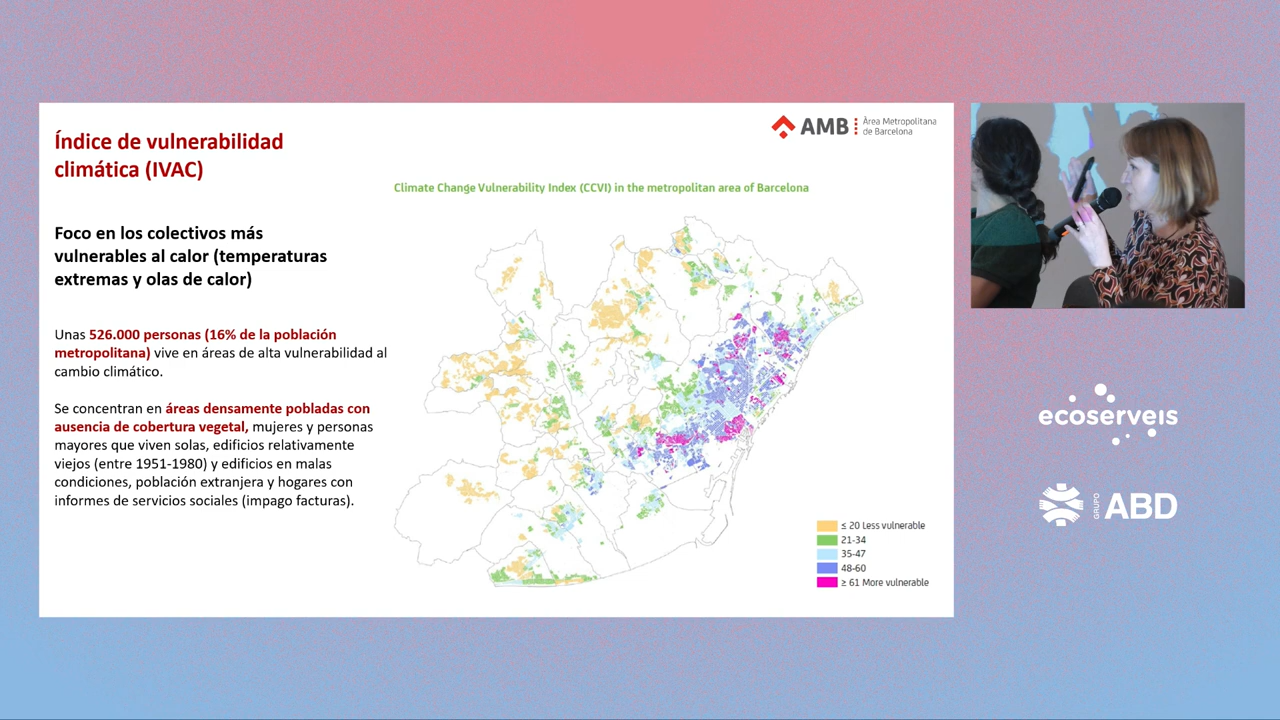 Índice de vulnerabilidad
climática (IVAC)
AMB
Àrea Metropolitana
de Barcelona
Climate Change Vulnerability Index (CCVI) in the metropolitan area of Barcelona
Foco en los colectivos más
vulnerables al calor (temperaturas
extremas y olas de calor)
Unas 526.000 personas (16% de la población
metropolitana) vive en áreas de alta vulnerabilidad al
cambio climático.
Se concentran en áreas densamente pobladas con
ausencia de cobertura vegetal, mujeres y personas
mayores que viven solas, edificios relativamente
viejos (entre 1951-1980) y edificios en malas
condiciones, población extranjera y hogares con
informes de servicios sociales (impago facturas).
≤ 20 Less vulnerable
21-34
35-47
48-60
≥ 61 More vulnerable
ecoserveis
GRUPO ABD